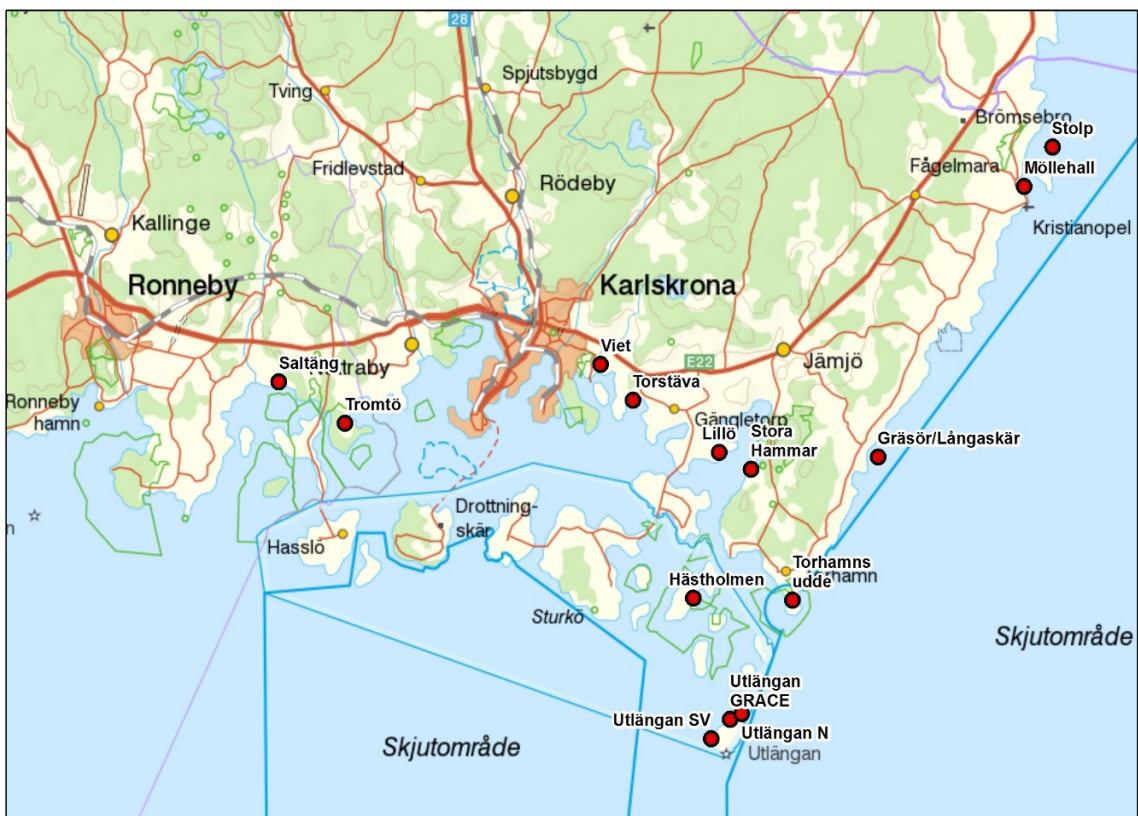 28
Spjutsbygd
Tving
Brömsebro
Stolp
Fridlevstad
Fågelmara
Möllehall
Rödeby
Kallinge
Kristianopel
Ronneby
Karlskrona
Viet
E22
Jämjö
Saltäng
traby
Torstäva
Ronneby
hamn
Tromtö
Gängletorp
Lillö
Stora
Hammar
Gräsör/Långaskär
Drottning-
skär
n
Hasslö
Torhamns
udde
hamn
Hästholmen
Sturkö
Skjutområde
Utlängan
GRACE
Utlängan SV
Utlängan N
Utlängan
Skjutområde